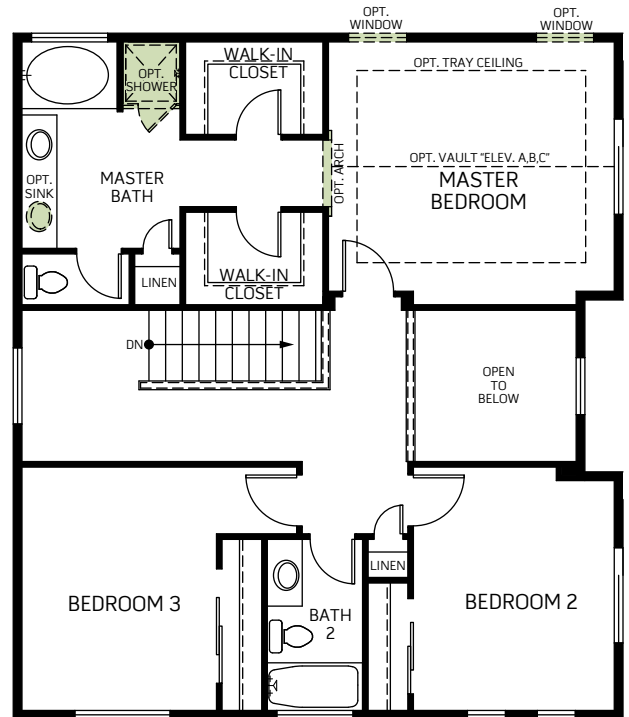 OPT.
WINDOW
OPT.
WINDOW
WALK-IN
CLOSET
OPT.
SHOWER
OPT. TRAY CEILING
OPT. ARCH
OPT. VAULT "ELEV. A,B,C"
MASTER
BEDROOM
MASTER
BATH
OPT.
SINK
LINEN
WALK-IN
CLOSET
DN
OPEN
TO
BELOW
LINEN
BEDROOM 3
BATH
2
BEDROOM 2